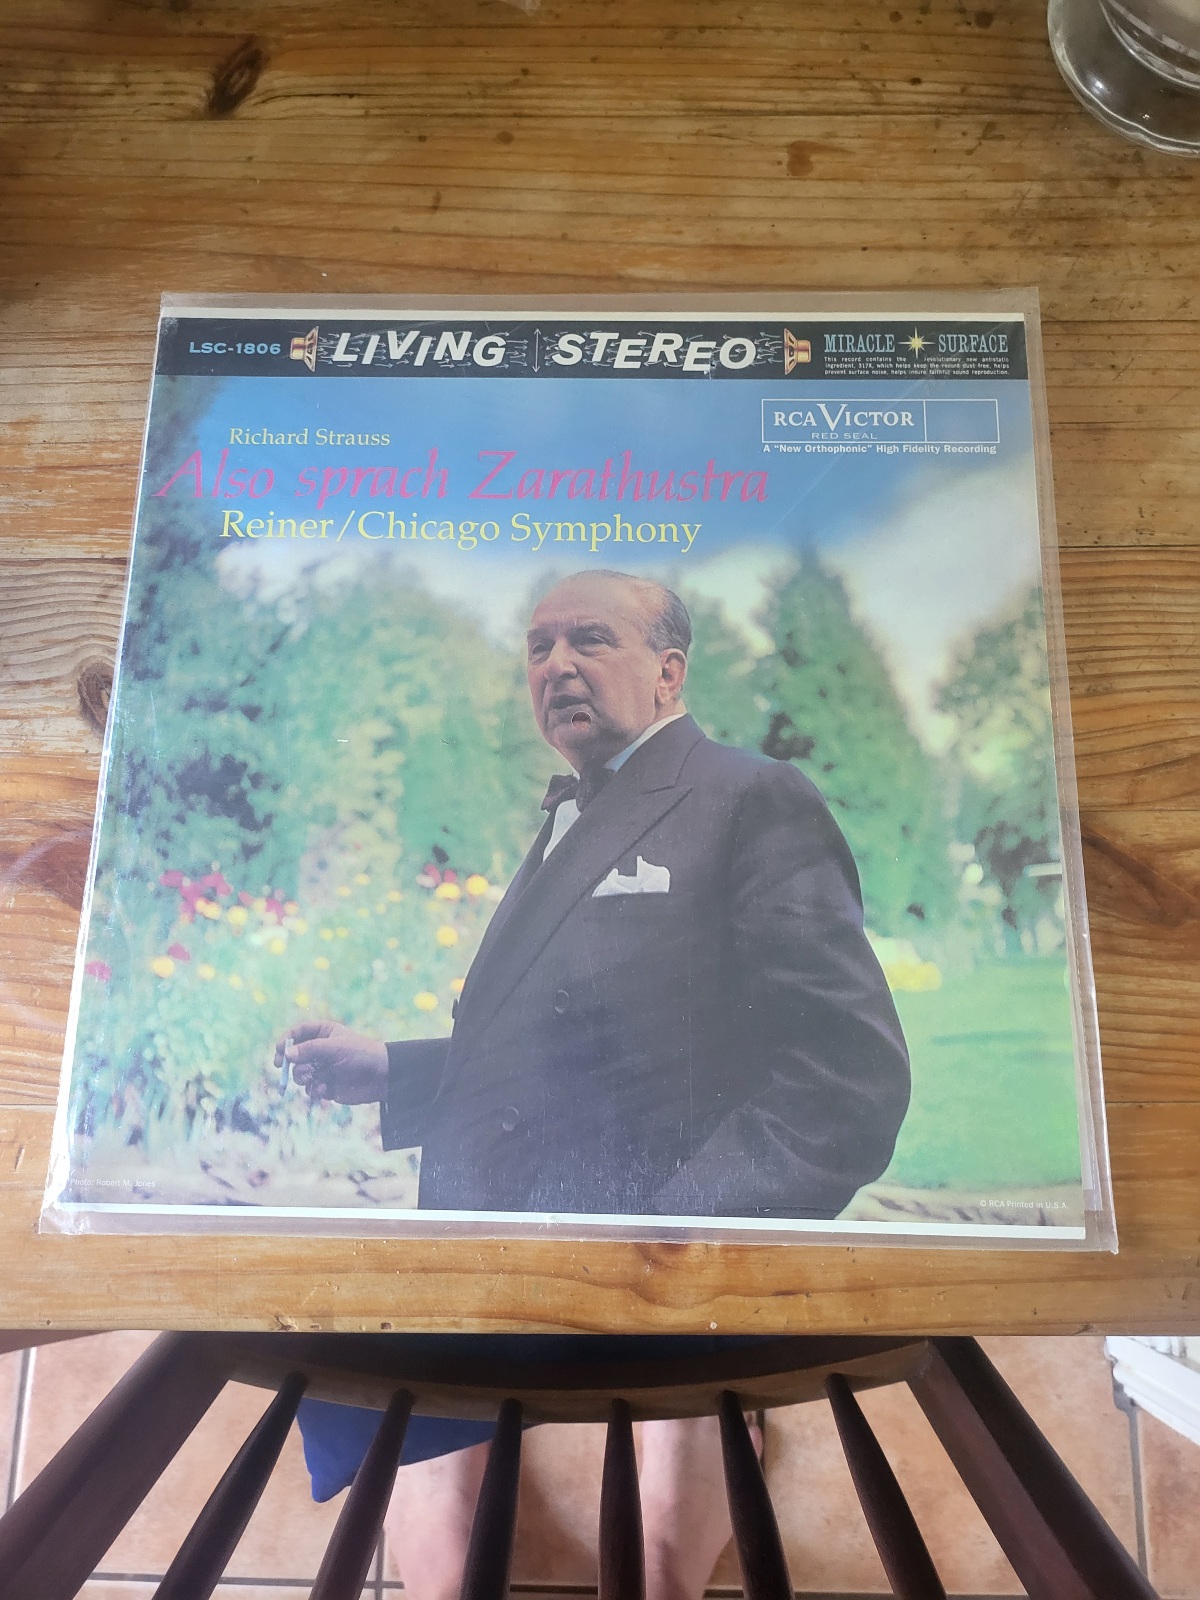 LSC-1806 LIVING STEREO MIRACLE SURFACE
This record contains the revolutionary new antistatic
ingredient, 317X, which helps keep the record dust free, helps
prevent surface noise, helps insure faithful sound reproduction.
RCA VICTOR
RED SEAL
A "New Orthophonic" High Fidelity Recording
Richard Strauss
Also sprach Zarathustra
Reiner/Chicago Symphony
Photo: Robert M. Jones
© RCA Printed in U.S.A.